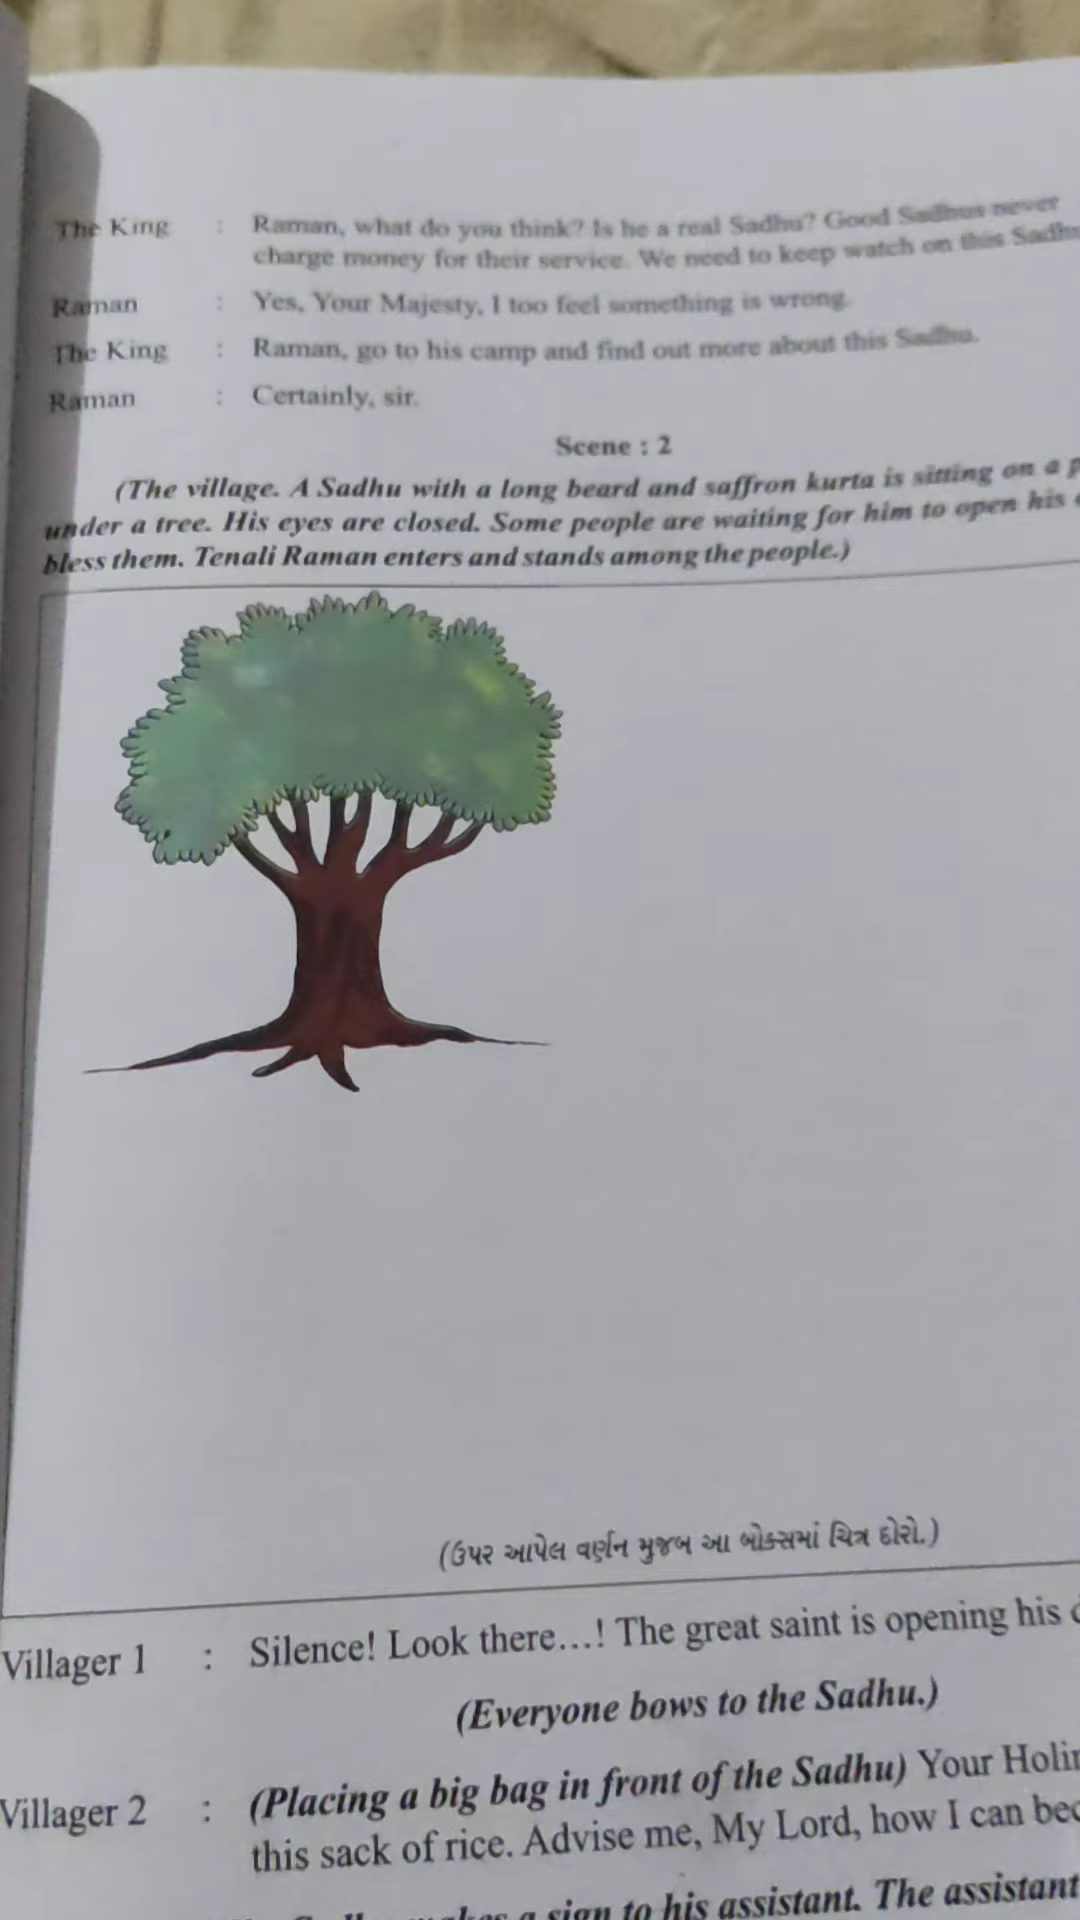 The King : Raman, what do you think? Is he a real Sadhu? Good Sadhus never
charge money for their service. We need to keep watch on this Sadhu
Raman : Yes, Your Majesty, I too feel something is wrong.
The King : Raman, go to his camp and find out more about this Sadhu.
Raman : Certainly, sir.
Scene : 2
(The village. A Sadhu with a long beard and saffron kurta is sitting on a
under a tree. His eyes are closed. Some people are waiting for him to open his
bless them. Tenali Raman enters and stands among the people.)
(ઉપર આપેલ વર્ણન મુજબ આ બોક્સમાં ચિત્ર દોરો.)
Villager 1 : Silence! Look there...! The great saint is opening his
(Everyone bows to the Sadhu.)
Villager 2 : (Placing a big bag in front of the Sadhu) Your
this sack of rice. Advise me, My Lord, how I can
a sign to his assistant. The assistant